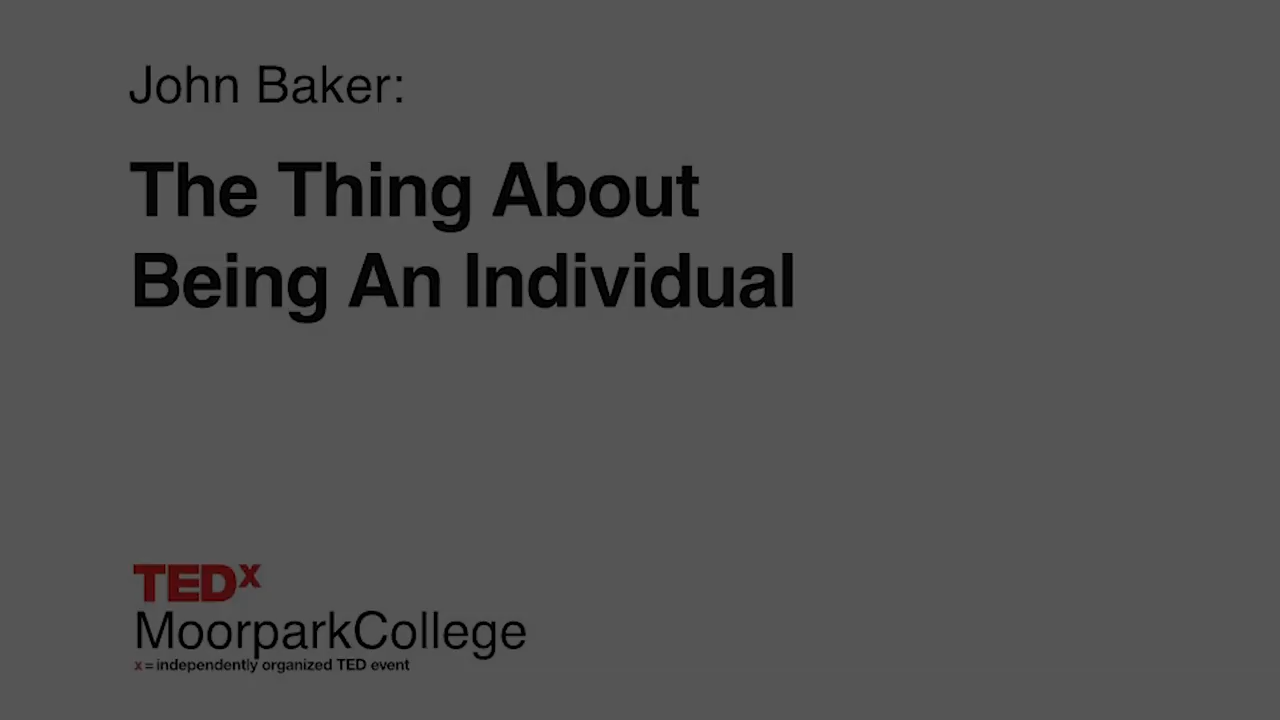 John Baker:
The Thing About
Being An Individual
TEDx
MoorparkCollege
x = independently organized TED event